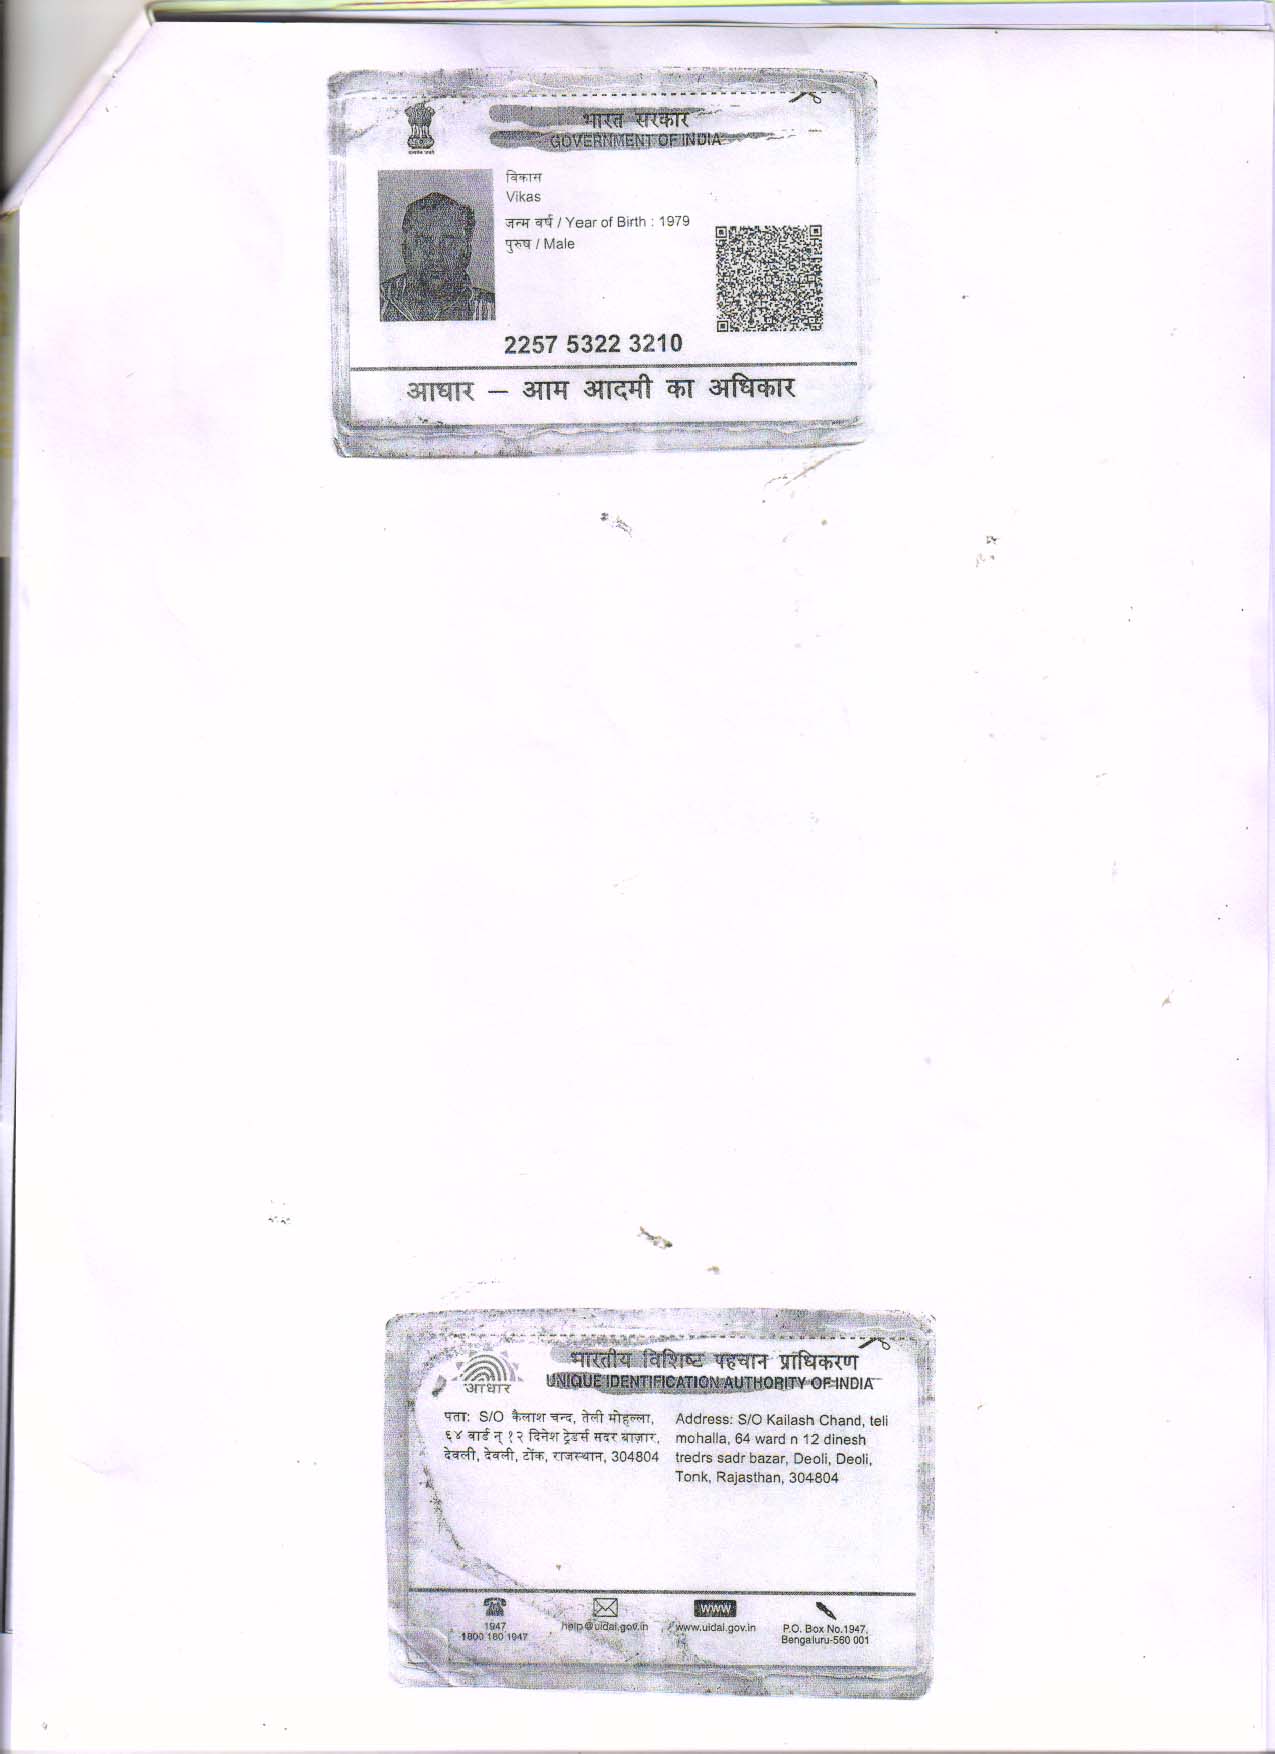 भारत सरकार
GOVERNMENT OF INDIA
विकास
Vikas
जन्म वर्ष / Year of Birth : 1979
पुरुष / Male
2257 5322 3210
आधार – आम आदमी का अधिकार
भारतीय विशिष्ट पहचान प्राधिकरण
UNIQUE IDENTIFICATION AUTHORITY OF INDIA
आधार
पता: S/O कैलाश चन्द, तेली मोहल्ला,
६४ वार्ड न् १२ दिनेश ट्रेडर्स सदर बाज़ार,
देवली, देवली, टोंक, राजस्थान, 304804
Address: S/O Kailash Chand, teli
mohalla, 64 ward n 12 dinesh
tredrs sadr bazar, Deoli, Deoli,
Tonk, Rajasthan, 304804
1947
1800 180 1947
help@uidai.gov.in
www
www.uidai.gov.in
P.O. Box No.1947,
Bengaluru-560 001